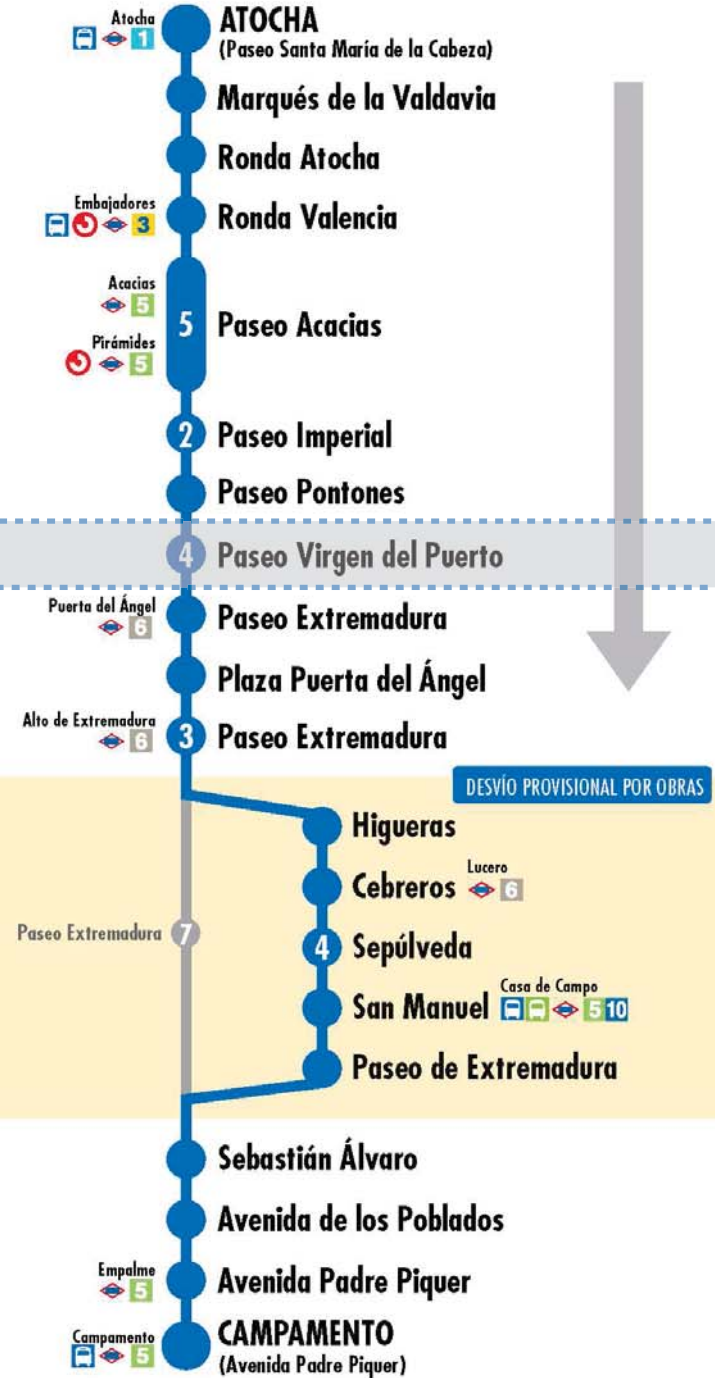 Atocha
1
ATOCHA
(Paseo Santa María de la Cabeza)
Marqués de la Valdavia
Ronda Atocha
Embajadores
3
Ronda Valencia
Acacias
5
Pirámides
5
5
Paseo Acacias
2
Paseo Imperial
Paseo Pontones
4
Paseo Virgen del Puerto
Puerta del Ángel
6
Paseo Extremadura
Plaza Puerta del Ángel
Alto de Extremadura
6
3
Paseo Extremadura
DESVÍO PROVISIONAL POR OBRAS
Higueras
Cebreros
Lucero
6
Paseo Extremadura
7
4
Sepúlveda
San Manuel
Casa de Campo
5 10
Paseo de Extremadura
Sebastián Álvaro
Avenida de los Poblados
Empalme
5
Avenida Padre Piquer
Campamento
5
CAMPAMENTO
(Avenida Padre Piquer)